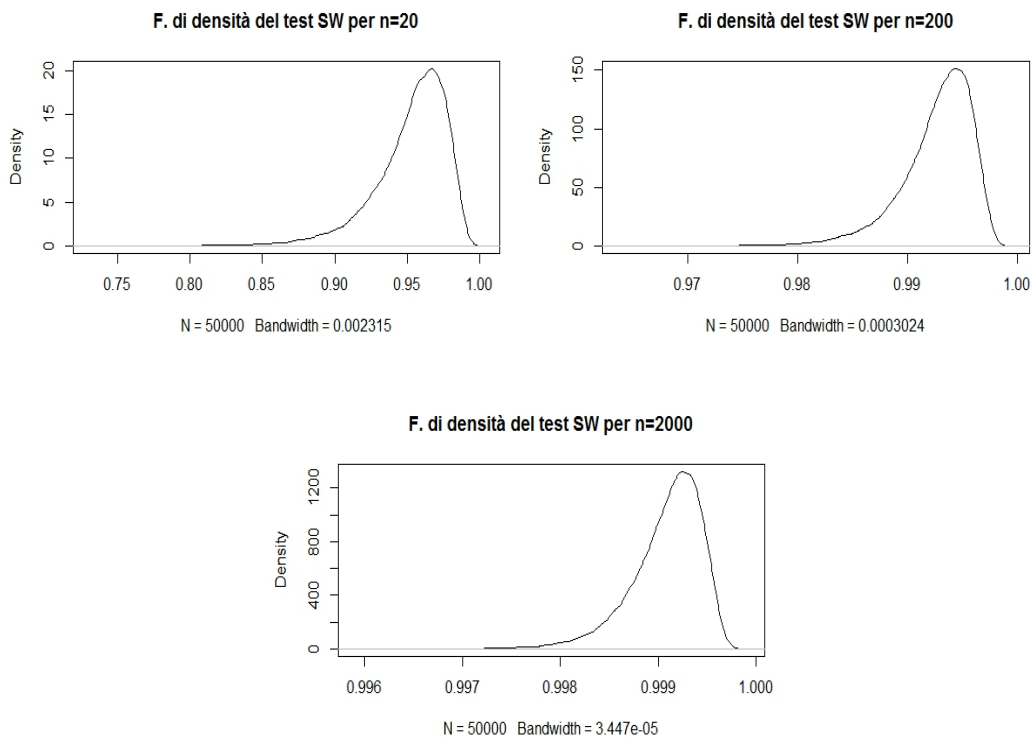 F. di densità del test SW per n=20
Density
20
15
10
5
0
0.75 0.80 0.85 0.90 0.95 1.00
N = 50000 Bandwidth = 0.002315
F. di densità del test SW per n=200
Density
150
100
50
0
0.97 0.98 0.99 1.00
N = 50000 Bandwidth = 0.0003024
F. di densità del test SW per n=2000
Density
1200
800
400
0
0.996 0.997 0.998 0.999 1.000
N = 50000 Bandwidth = 3.447e-05